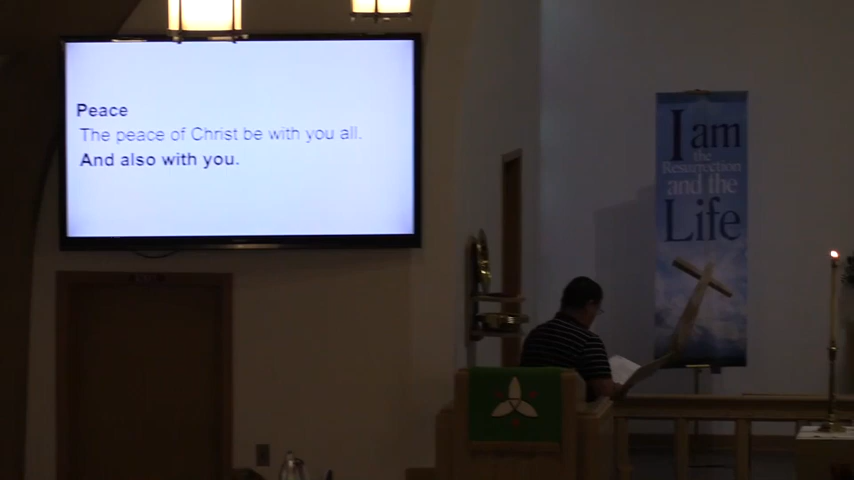 Peace
The peace of Christ be with you all.
And also with you.
I am
the
Resurrection
and the
Life